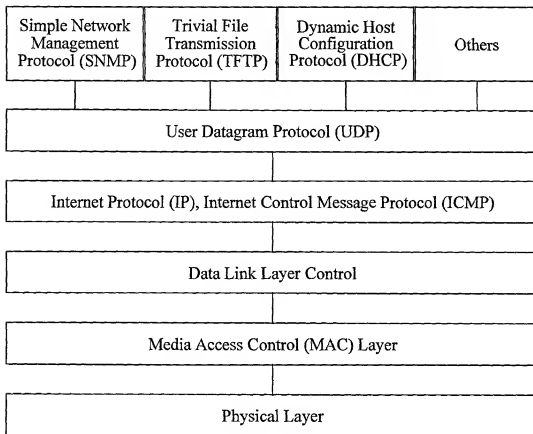 Simple Network
Management
Protocol (SNMP)
Trivial File
Transmission
Protocol (TFTP)
Dynamic Host
Configuration
Protocol (DHCP)
Others
User Datagram Protocol (UDP)
Internet Protocol (IP), Internet Control Message Protocol (ICMP)
Data Link Layer Control
Media Access Control (MAC) Layer
Physical Layer